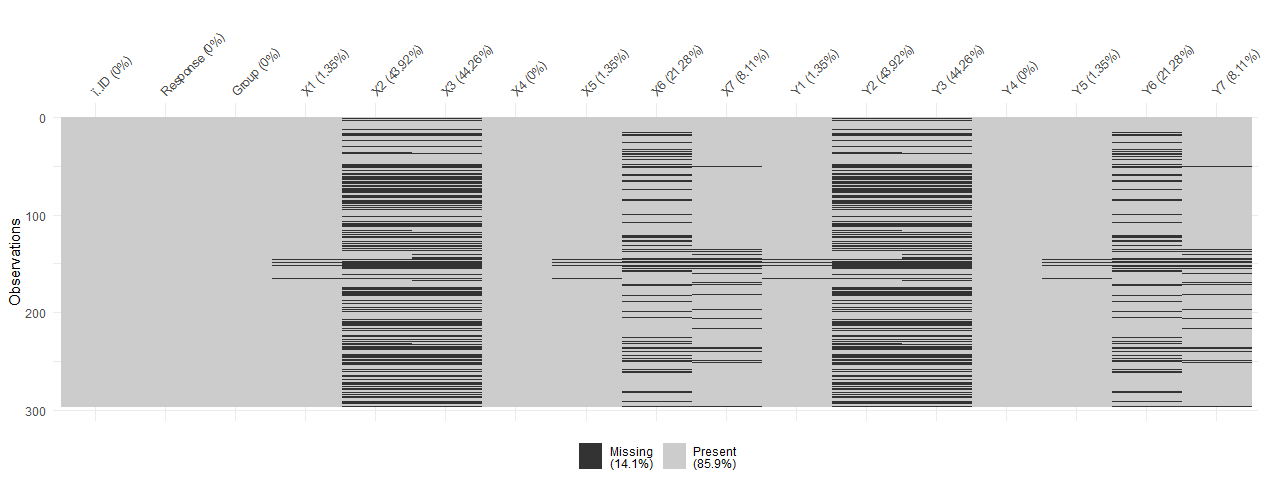 ï.ID (0%)
Response (0%)
Group (0%)
X1 (1.35%)
X2 (43.92%)
X3 (44.26%)
X4 (0%)
X5 (1.35%)
X6 (21.28%)
X7 (8.11%)
Y1 (1.35%)
Y2 (43.92%)
Y3 (44.26%)
Y4 (0%)
Y5 (1.35%)
Y6 (21.28%)
Y7 (8.11%)
0
100
200
300
Observations
Missing
(14.1%)
Present
(85.9%)